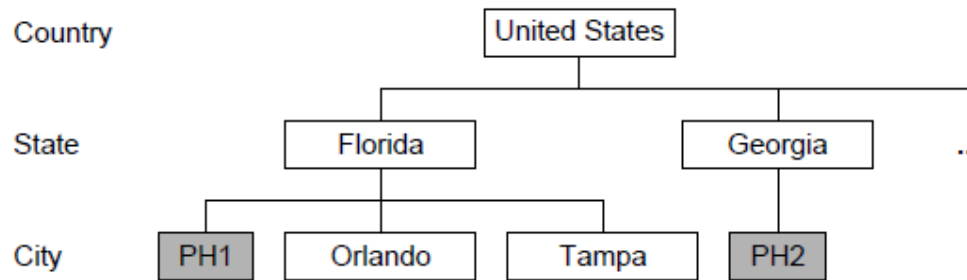 Country United States
State Florida Georgia ..
City PH1 Orlando Tampa PH2